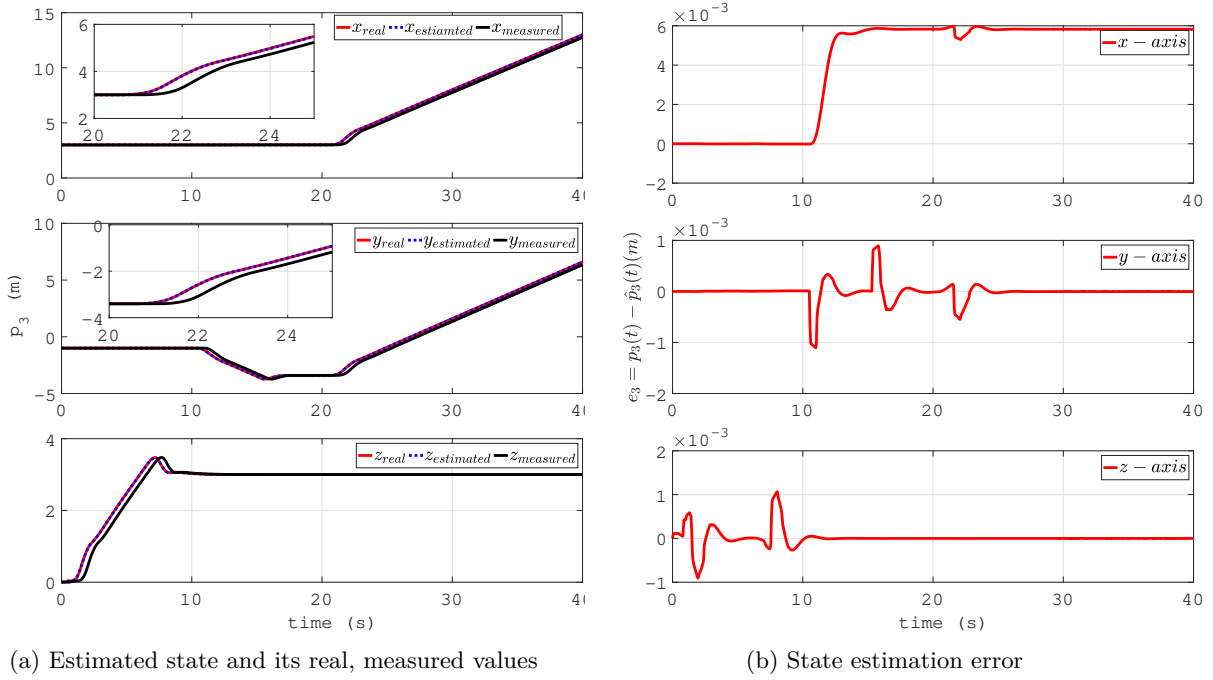 15
10
5
0
0 10 20 30 40
x_real x_estiamted x_measured
6
4
2
20 22 24
p_3 (m)
10
5
0
−5
0 10 20 30 40
y_real y_estimated y_measured
0
−2
−4
20 22 24
4
2
0
0 10 20 30 40
z_real z_estimated z_measured
time (s)
(a) Estimated state and its real, measured values
×10^−3
6
4
2
0
−2
0 10 20 30 40
x − axis
e_3 = p_3(t) − p̂_3(t)(m)
×10^−3
1
0
−1
−2
0 10 20 30 40
y − axis
×10^−3
2
1
0
−1
0 10 20 30 40
z − axis
time (s)
(b) State estimation error